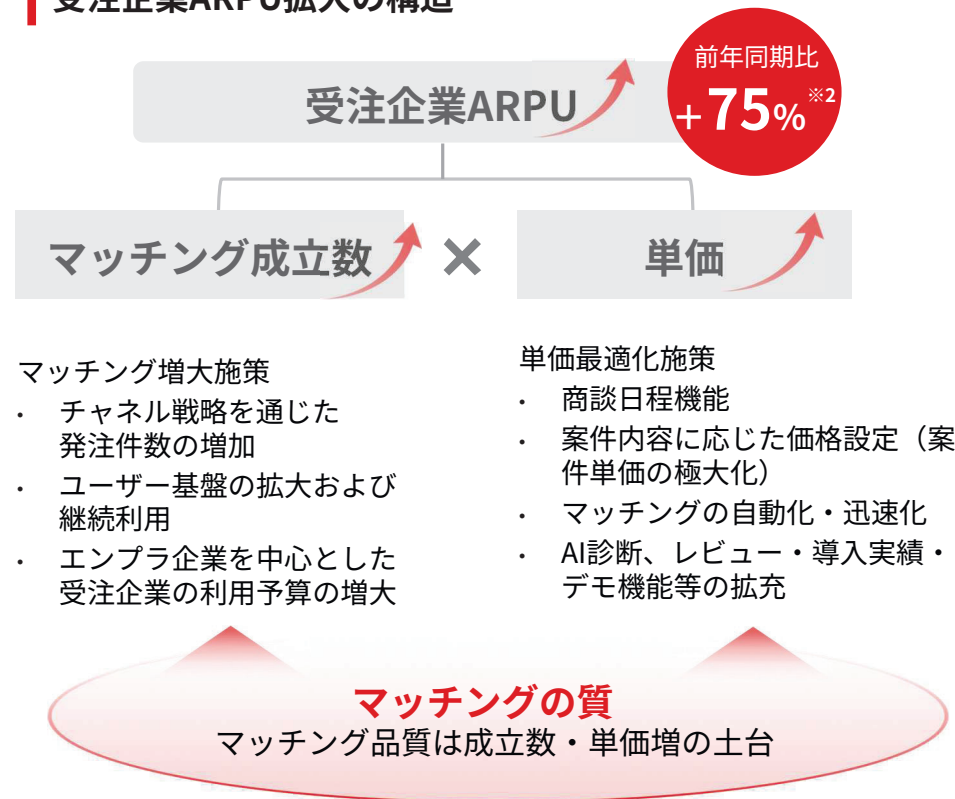 受注企業ARPU拡大の構造
前年同期比
+75%※2
受注企業ARPU
マッチング成立数 × 単価
マッチング増大施策
・ チャネル戦略を通じた
発注件数の増加
・ ユーザー基盤の拡大および
継続利用
・ エンプラ企業を中心とした
受注企業の利用予算の増大
単価最適化施策
・ 商談日程機能
・ 案件内容に応じた価格設定（案
件単価の極大化）
・ マッチングの自動化・迅速化
・ AI診断、レビュー・導入実績・
デモ機能等の拡充
マッチングの質
マッチング品質は成立数・単価増の土台